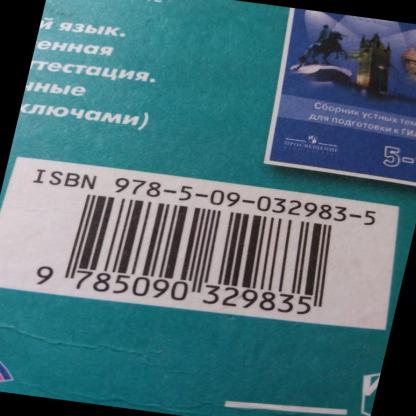 й язык.
енная
ттестация.
ключами)
Сборник устных тем
для подготовки к ГИА
ПРОСВЕЩЕНИЕ
5-
ISBN 978-5-09-032983-5
9 785090 329835